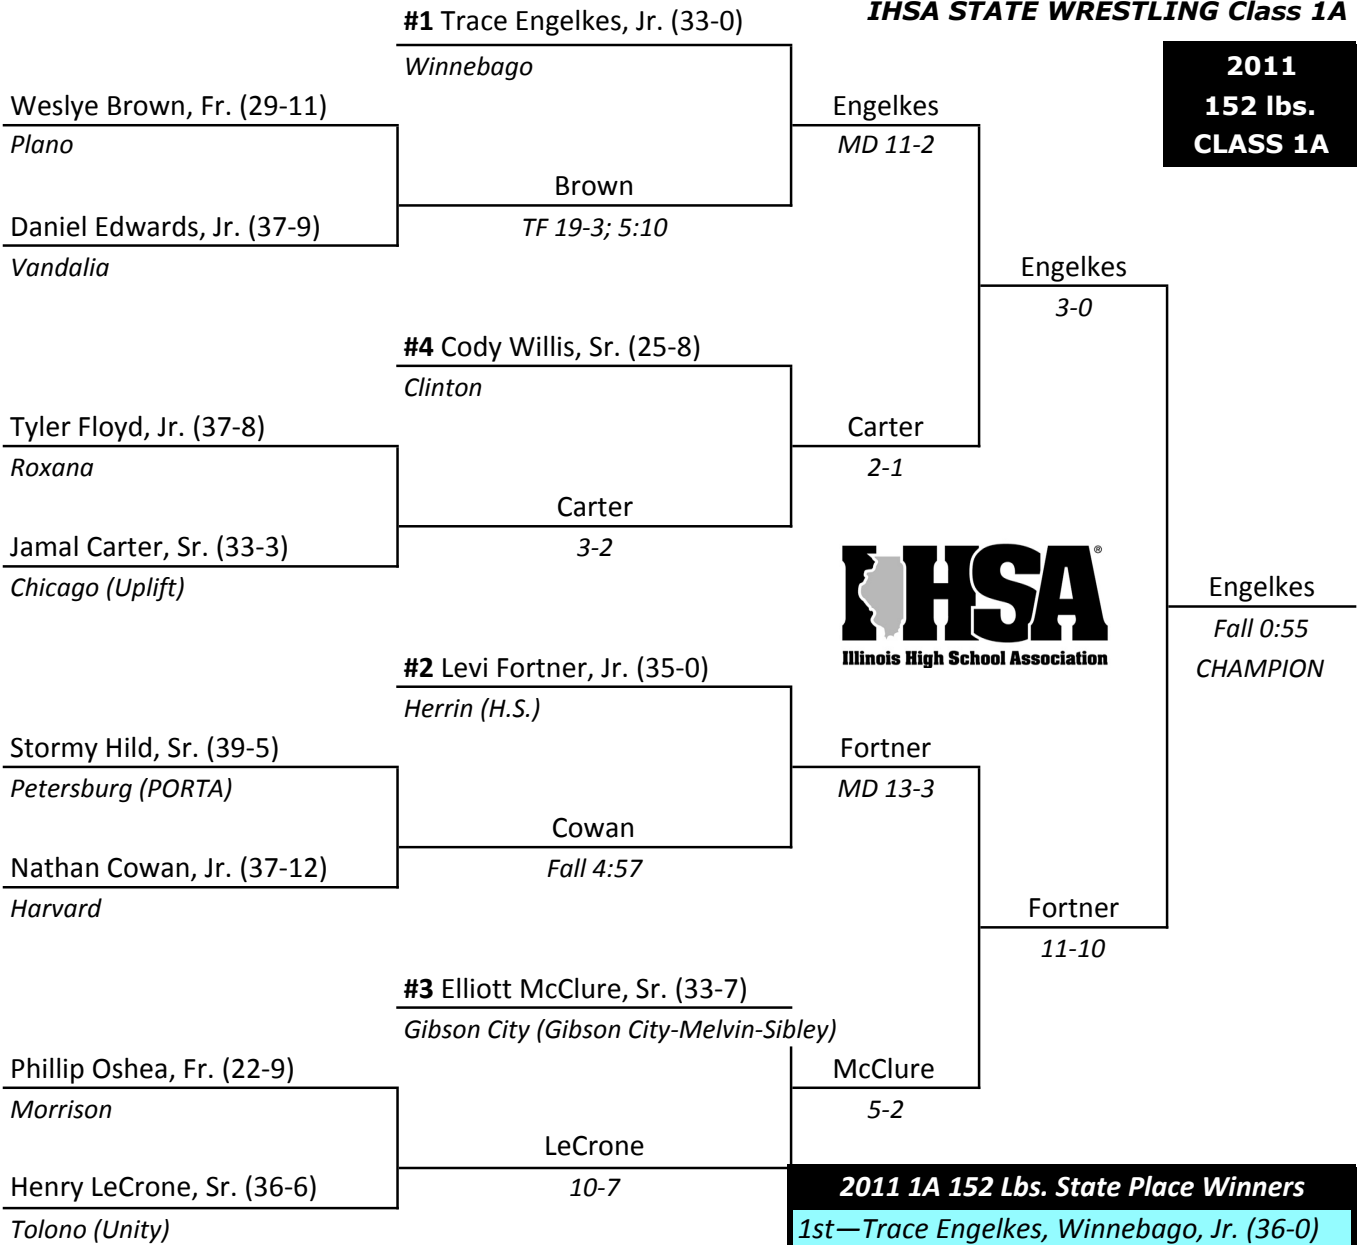 IHSA STATE WRESTLING Class 1A
2011
152 lbs.
CLASS 1A
#1 Trace Engelkes, Jr. (33-0)
Winnebago
Weslye Brown, Fr. (29-11)
Plano
Engelkes
MD 11-2
Brown
TF 19-3; 5:10
Daniel Edwards, Jr. (37-9)
Vandalia
Engelkes
3-0
#4 Cody Willis, Sr. (25-8)
Clinton
Tyler Floyd, Jr. (37-8)
Roxana
Carter
2-1
Carter
3-2
Jamal Carter, Sr. (33-3)
Chicago (Uplift)
IHSA®
Illinois High School Association
Engelkes
Fall 0:55
CHAMPION
#2 Levi Fortner, Jr. (35-0)
Herrin (H.S.)
Stormy Hild, Sr. (39-5)
Petersburg (PORTA)
Fortner
MD 13-3
Cowan
Fall 4:57
Nathan Cowan, Jr. (37-12)
Harvard
Fortner
11-10
#3 Elliott McClure, Sr. (33-7)
Gibson City (Gibson City-Melvin-Sibley)
Phillip Oshea, Fr. (22-9)
Morrison
McClure
5-2
LeCrone
10-7
Henry LeCrone, Sr. (36-6)
Tolono (Unity)
2011 1A 152 Lbs. State Place Winners
1st—Trace Engelkes, Winnebago, Jr. (36-0)